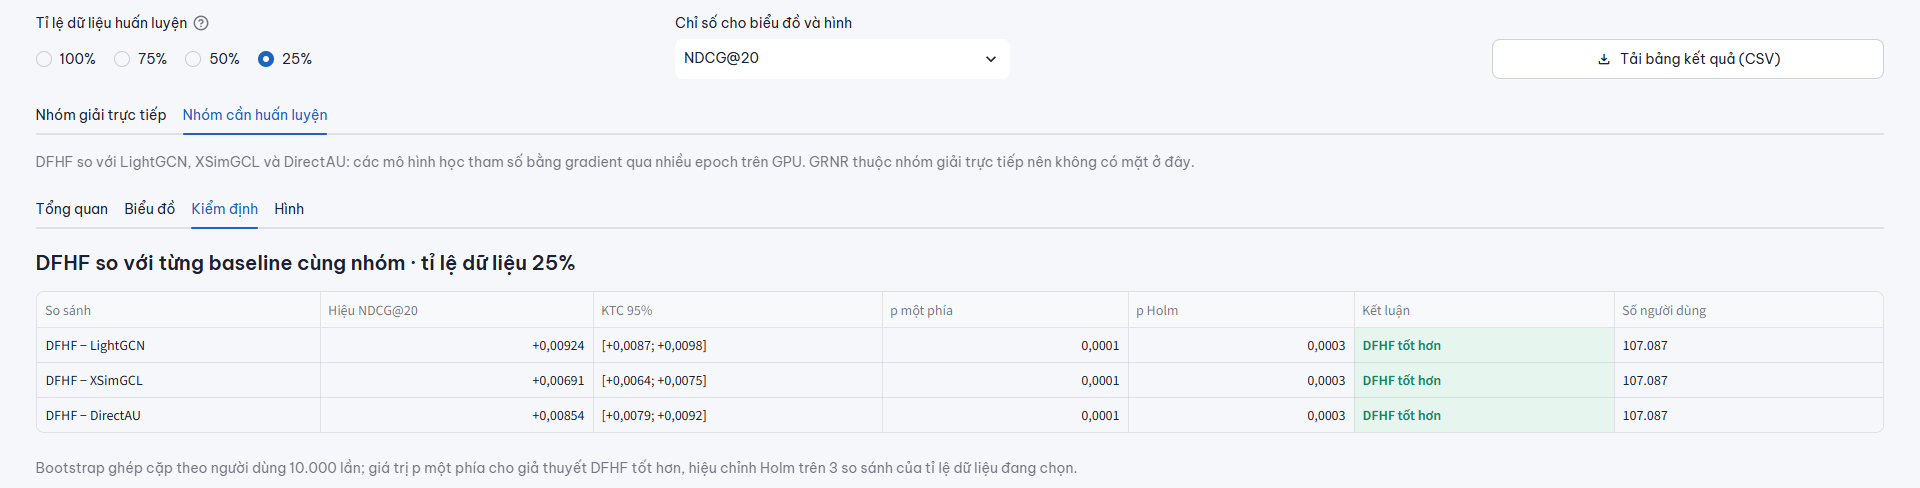 Tỉ lệ dữ liệu huấn luyện ?
Chỉ số cho biểu đồ và hình
100% 75% 50% 25%
NDCG@20
Tải bảng kết quả (CSV)
Nhóm giải trực tiếp Nhóm cần huấn luyện
DFHF so với LightGCN, XSimGCL và DirectAU: các mô hình học tham số bằng gradient qua nhiều epoch trên GPU. GRNR thuộc nhóm giải trực tiếp nên không có mặt ở đây.
Tổng quan Biểu đồ Kiểm định Hình
DFHF so với từng baseline cùng nhóm · tỉ lệ dữ liệu 25%
So sánh Hiệu NDCG@20 KTC 95% p một phía p Holm Kết luận Số người dùng
DFHF − LightGCN +0,00924 [+0,0087; +0,0098] 0,0001 0,0003 DFHF tốt hơn 107.087
DFHF − XSimGCL +0,00691 [+0,0064; +0,0075] 0,0001 0,0003 DFHF tốt hơn 107.087
DFHF − DirectAU +0,00854 [+0,0079; +0,0092] 0,0001 0,0003 DFHF tốt hơn 107.087
Bootstrap ghép cặp theo người dùng 10.000 lần; giá trị p một phía cho giả thuyết DFHF tốt hơn, hiệu chỉnh Holm trên 3 so sánh của tỉ lệ dữ liệu đang chọn.